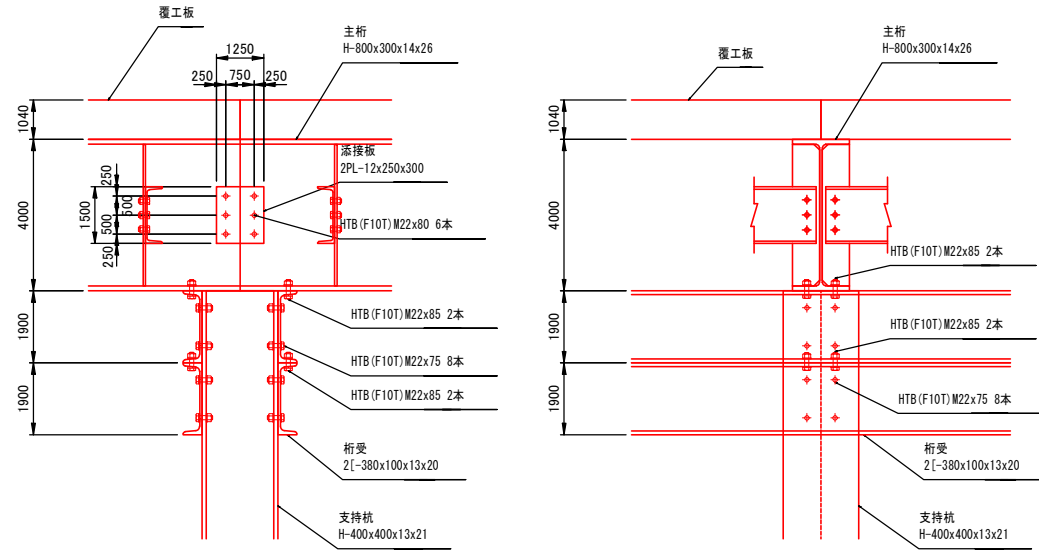 覆工板
主桁
H-800x300x14x26
1250
250
750
250
1040
添接板
2PL-12x250x300
250
500
1500
500
250
4000
HTB(F10T)M22x80 6本
HTB(F10T)M22x85 2本
1900
HTB(F10T)M22x75 8本
HTB(F10T)M22x85 2本
1900
桁受
2[-380x100x13x20
支持杭
H-400x400x13x21
主桁
H-800x300x14x26
覆工板
1040
4000
HTB(F10T)M22x85 2本
1900
HTB(F10T)M22x85 2本
HTB(F10T)M22x75 8本
1900
桁受
2[-380x100x13x20
支持杭
H-400x400x13x21